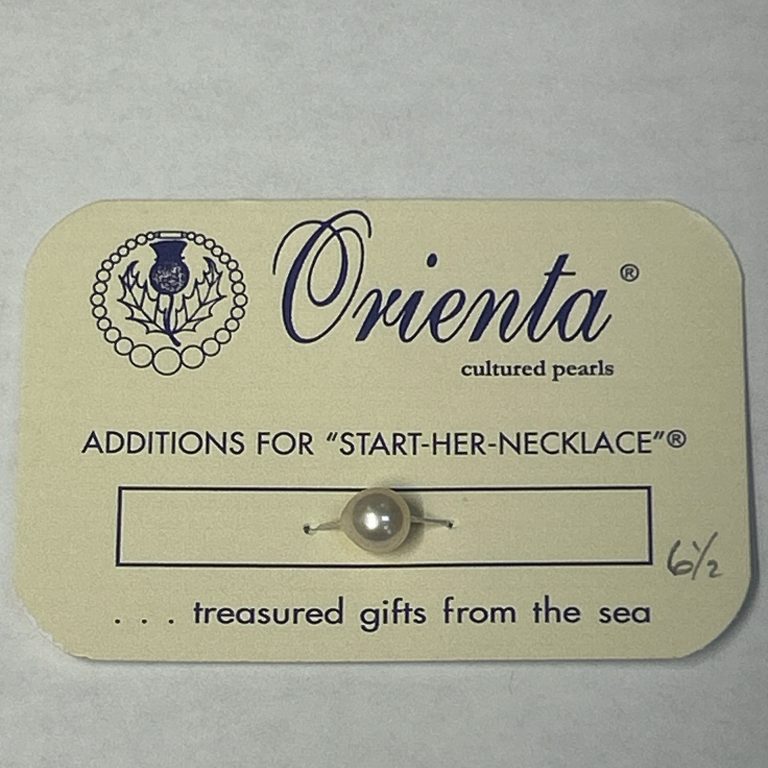 Orienta®
cultured pearls
ADDITIONS FOR “START-HER-NECKLACE”®
6½
. . . treasured gifts from the sea